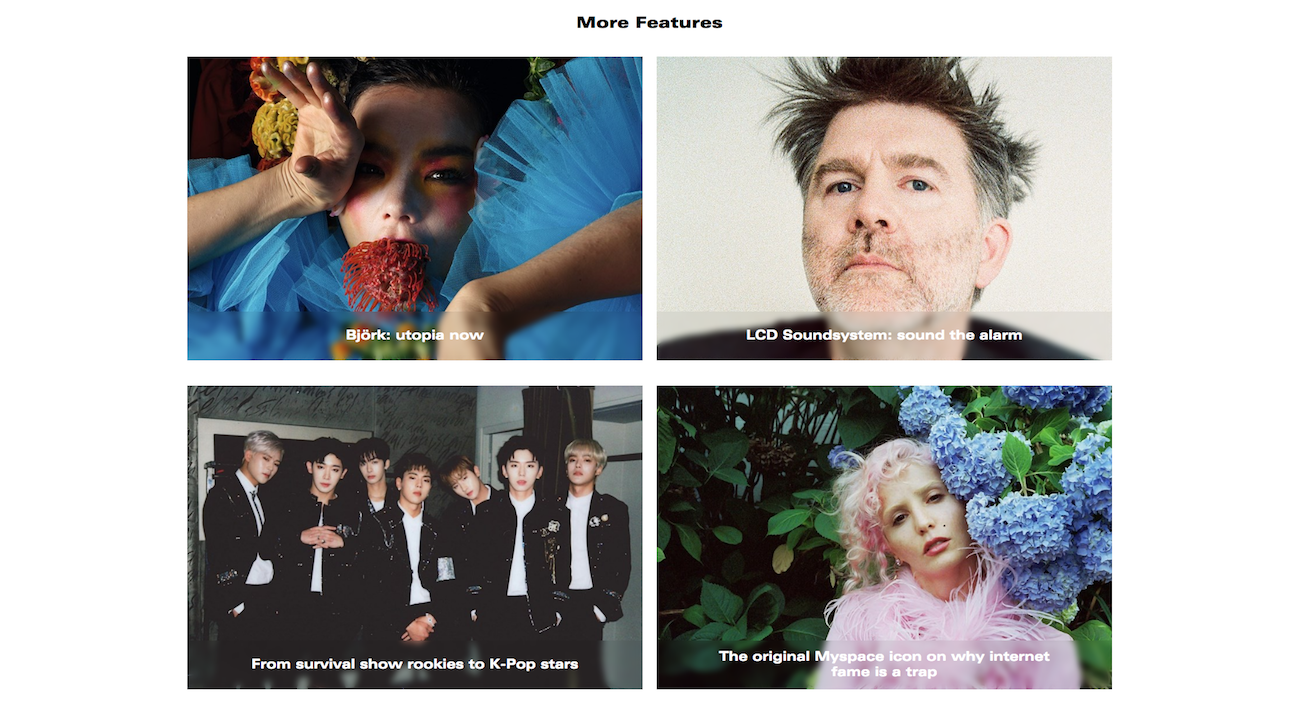 More Features
Björk: utopia now
LCD Soundsystem: sound the alarm
From survival show rookies to K-Pop stars
The original Myspace icon on why internet
fame is a trap